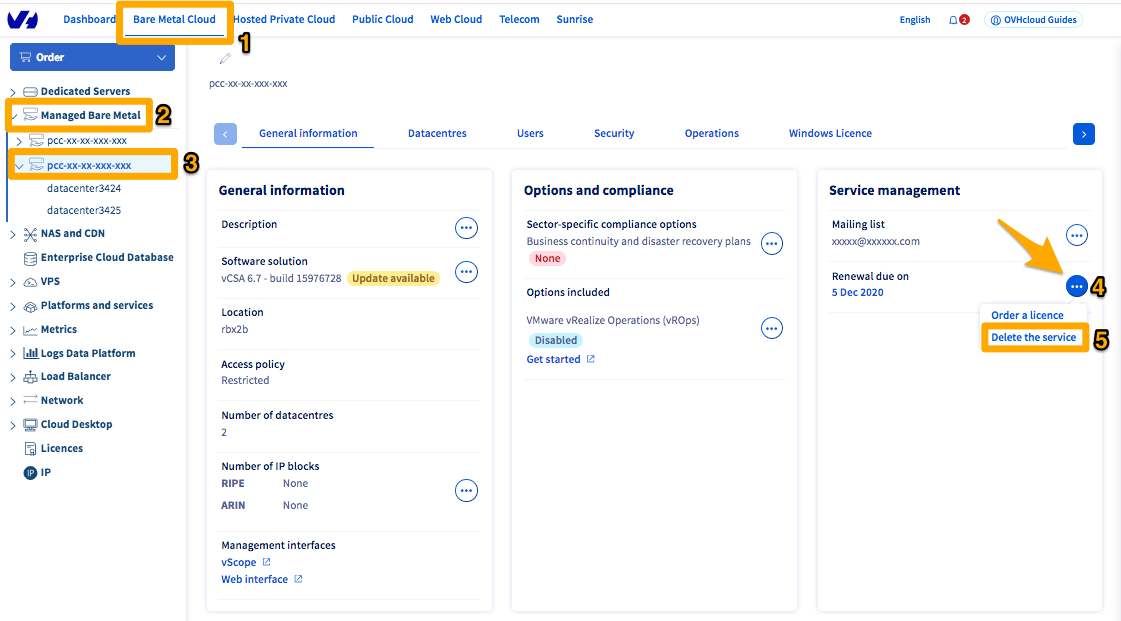 Dashboard Bare Metal Cloud Hosted Private Cloud Public Cloud Web Cloud Telecom Sunrise English 2 OVHcloud Guides
1
Order
pcc-xx-xx-xxx-xxx
Dedicated Servers
Managed Bare Metal 2
pcc-xx-xx-xxx-xxx
pcc-xx-xx-xxx-xxx 3
datacenter3424
datacenter3425
NAS and CDN
Enterprise Cloud Database
VPS
Platforms and services
Metrics
Logs Data Platform
Load Balancer
Network
Cloud Desktop
Licences
IP IP
General information Datacentres Users Security Operations Windows Licence
General information
Description
Software solution
vCSA 6.7 - build 15976728 Update available
Location
rbx2b
Access policy
Restricted
Number of datacentres
2
Number of IP blocks
RIPE None
ARIN None
Management interfaces
vScope
Web interface
Options and compliance
Sector-specific compliance options
Business continuity and disaster recovery plans
None
Options included
VMware vRealize Operations (vROps)
Disabled
Get started
Service management
Mailing list
xxxxx@xxxxxx.com
Renewal due on
5 Dec 2020
4
Order a licence
Delete the service 5